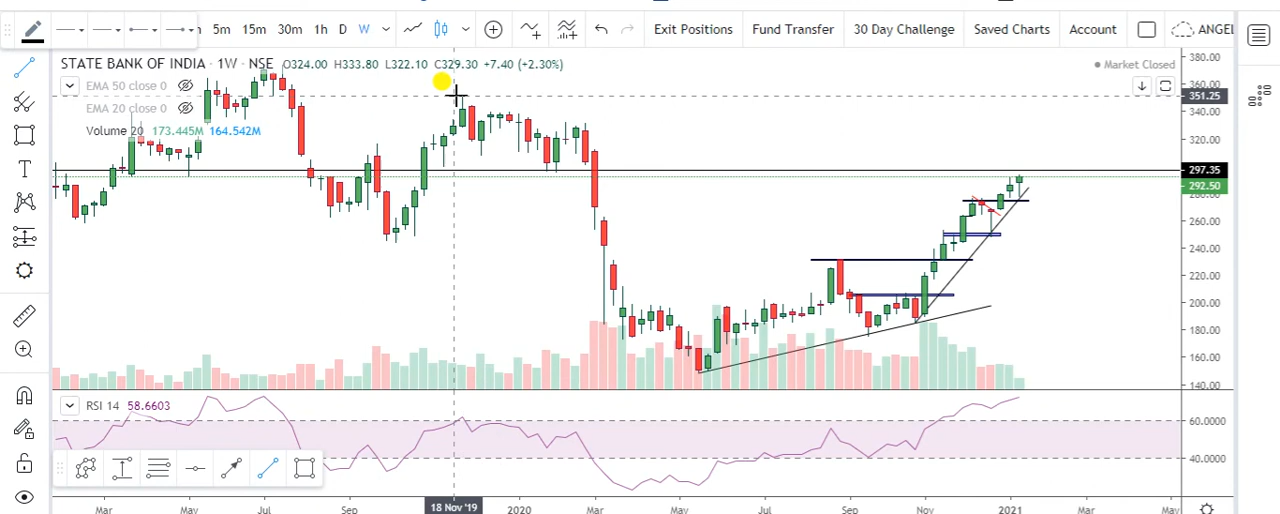 5m 15m 30m 1h D W Exit Positions Fund Transfer 30 Day Challenge Saved Charts Account ANGEL
STATE BANK OF INDIA · 1W · NSE O324.00 H333.80 L322.10 C329.30 +7.40 (+2.30%)
Market Closed
EMA 50 close 0
EMA 20 close 0
Volume 20 173.445M 164.542M
380.00
360.00
351.25
340.00
320.00
300.00
297.35
292.50
280.00
260.00
240.00
220.00
200.00
180.00
160.00
140.00
RSI 14 58.6603
60.0000
40.0000
Mar May Jul Sep 18 Nov '19 2020 Mar May Jul Sep Nov 2021 Mar May
T